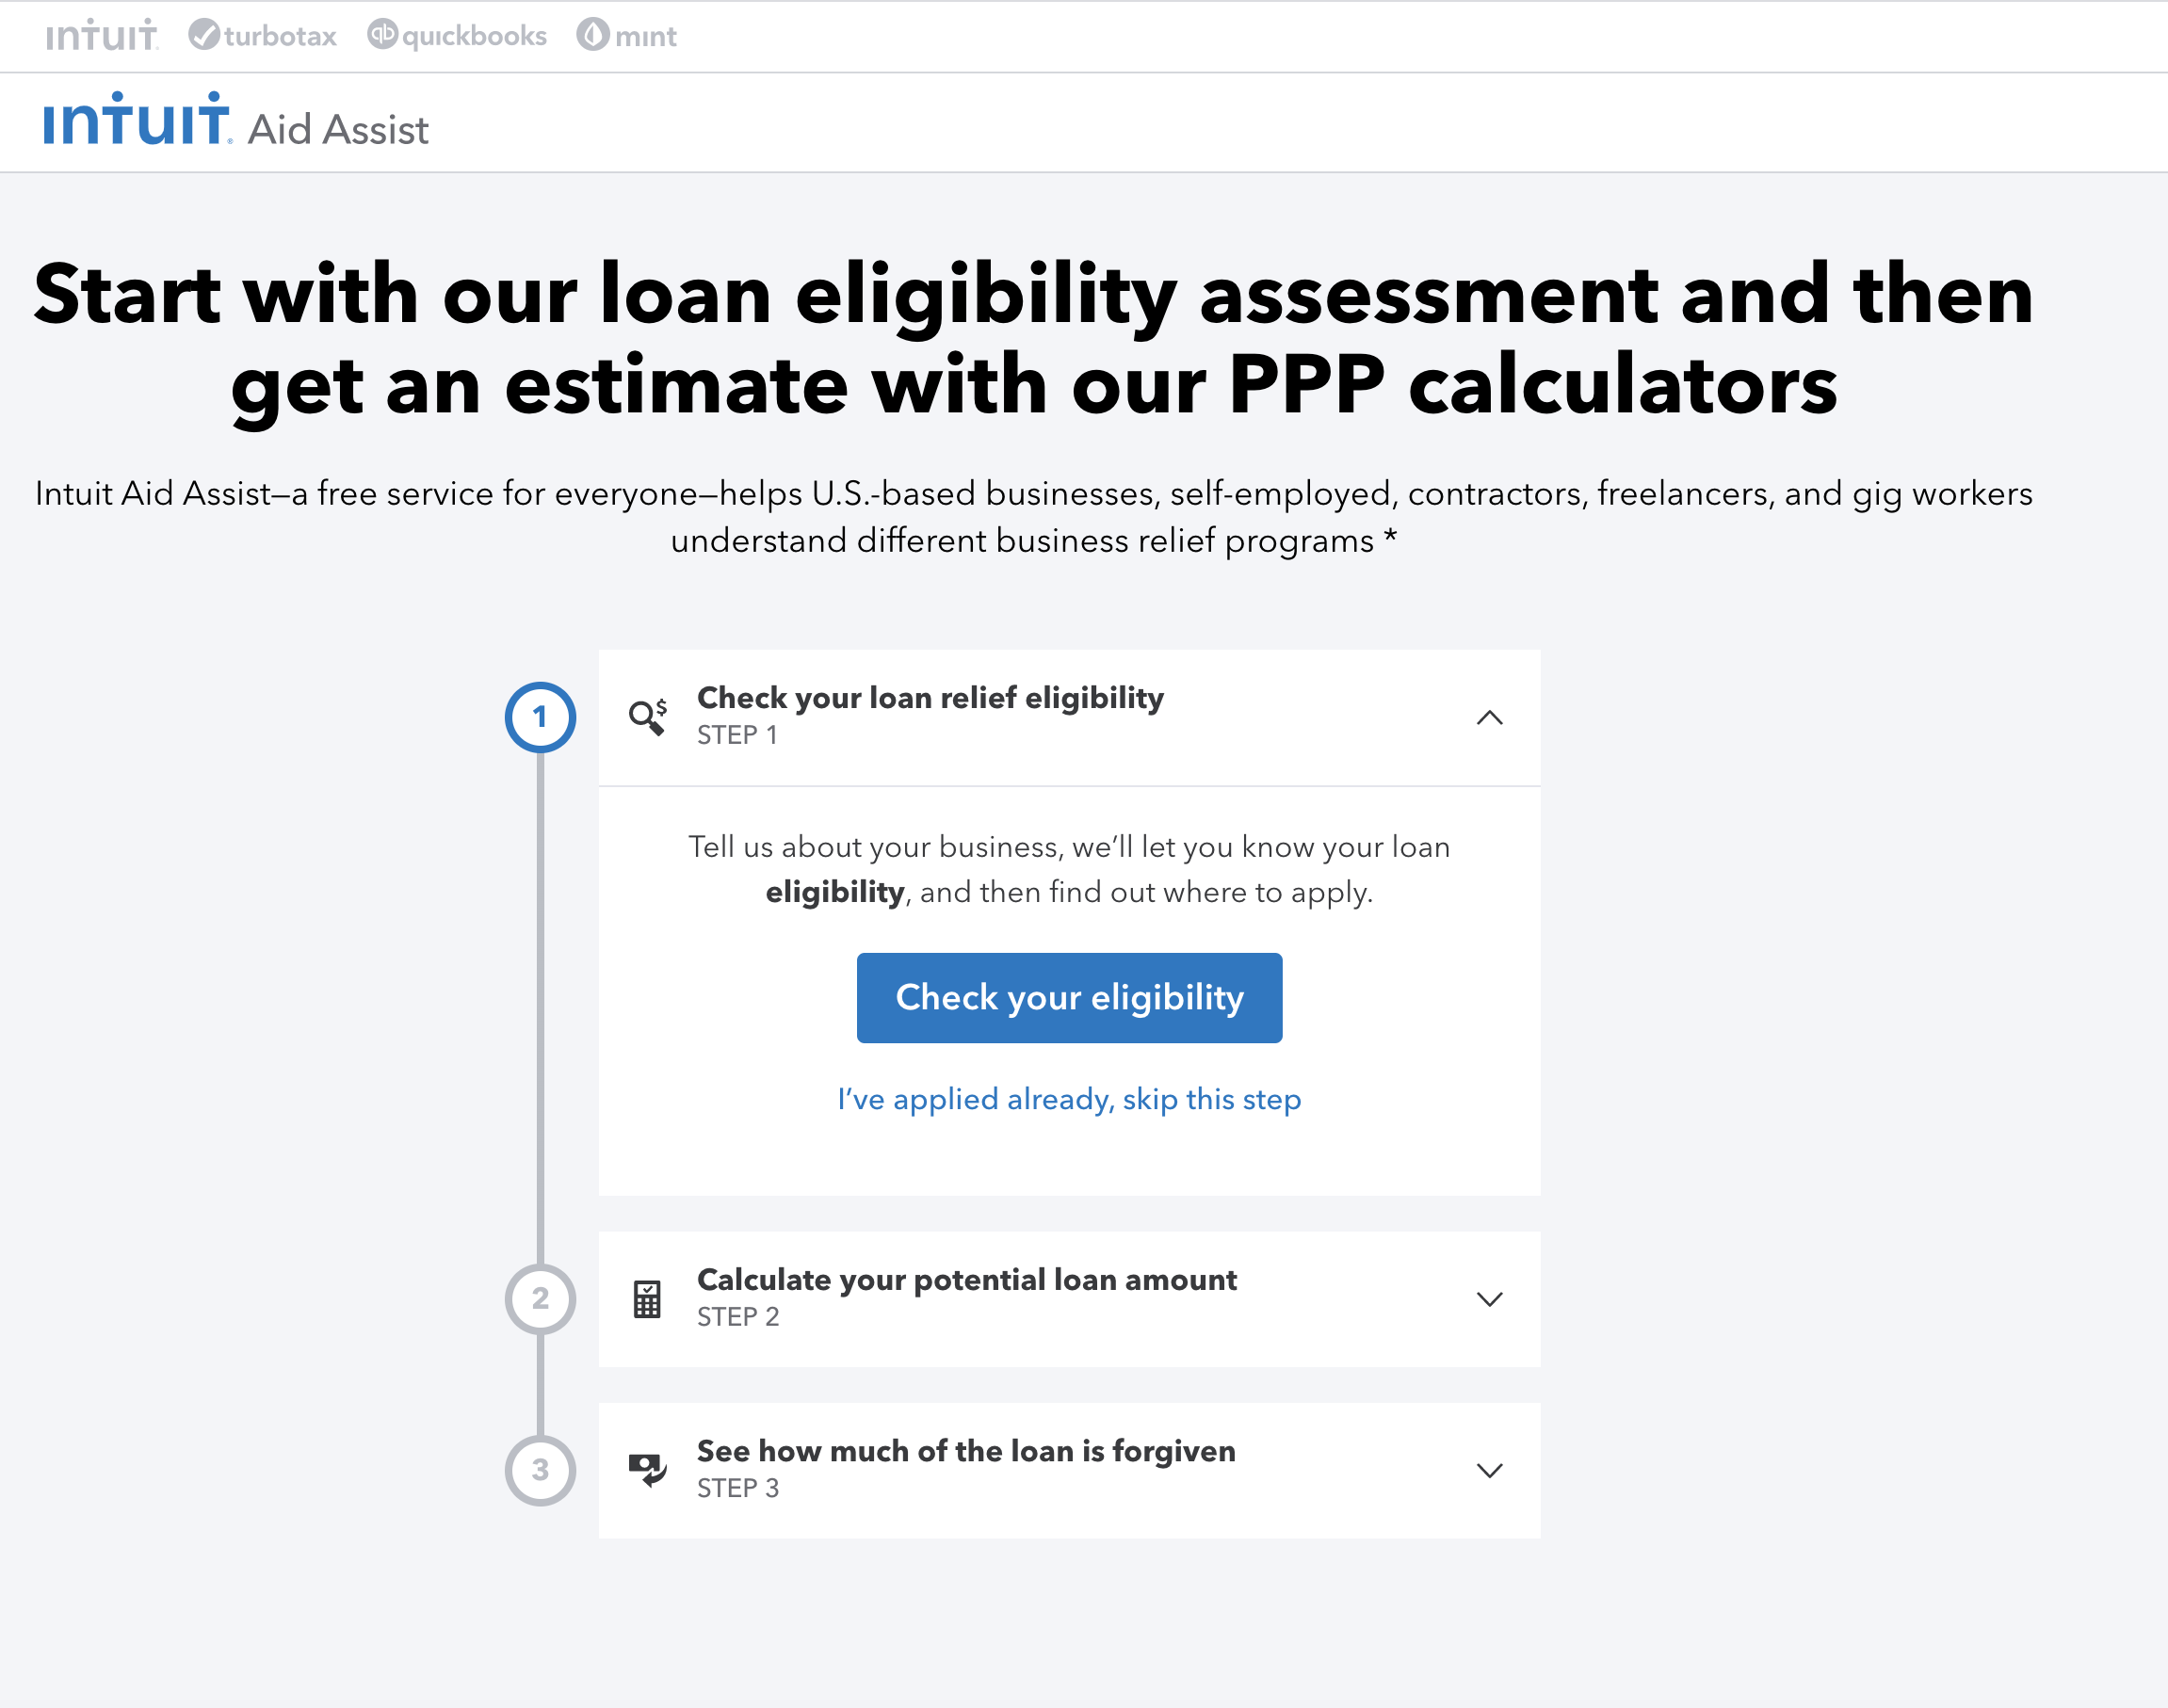 intuit turbotax quickbooks mint
intuit Aid Assist
Start with our loan eligibility assessment and then
get an estimate with our PPP calculators
Intuit Aid Assist—a free service for everyone—helps U.S.-based businesses, self-employed, contractors, freelancers, and gig workers
understand different business relief programs *
1
Check your loan relief eligibility
STEP 1
Tell us about your business, we’ll let you know your loan
eligibility, and then find out where to apply.
Check your eligibility
I’ve applied already, skip this step
2
Calculate your potential loan amount
STEP 2
3
See how much of the loan is forgiven
STEP 3